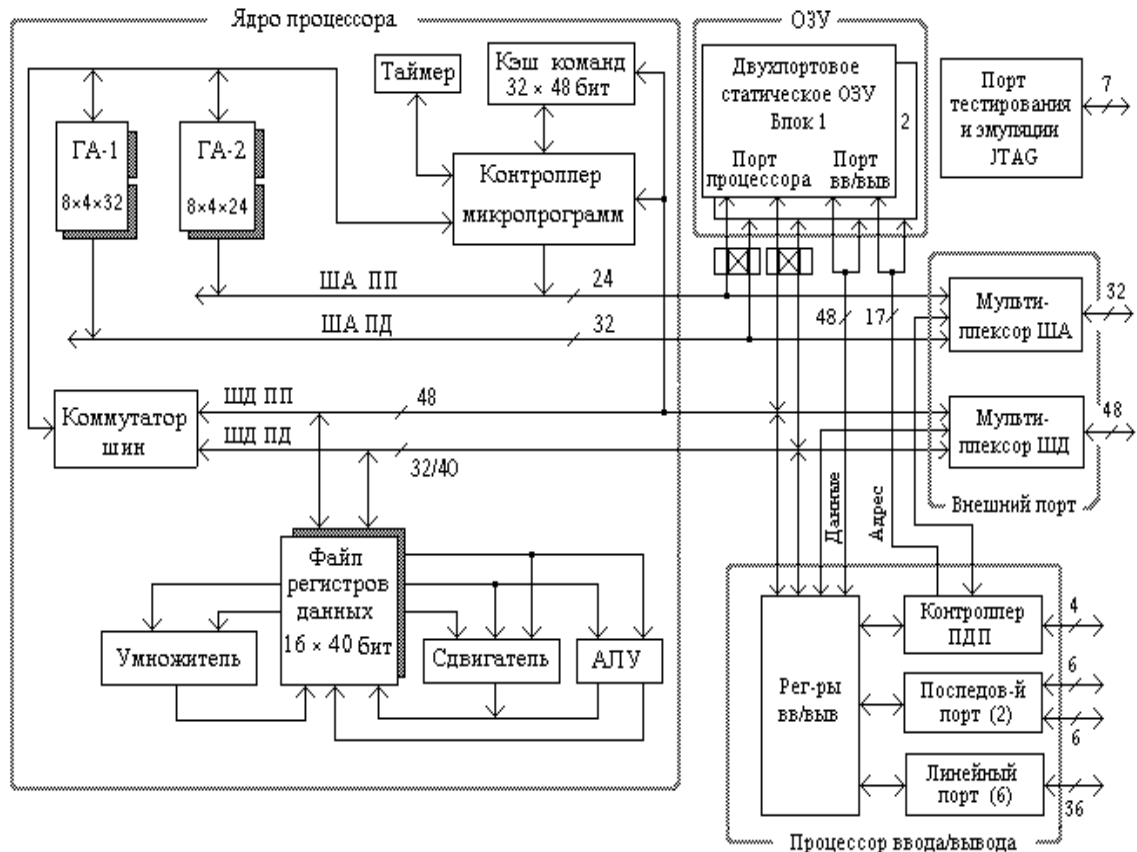 Ядро процессора
ОЗУ
Таймер
Кэш команд
32 × 48 бит
Двухпортовое
статическое ОЗУ
Блок 1
2
Порт
процессора
Порт
вв/выв
Порт
тестирования
и эмуляции
JTAG
7
ГА-1
8×4×32
ГА-2
8×4×24
Контроллер
микропрограмм
ША ПП
24
ША ПД
32
48
17
Мульти-
плексор ША
32
Коммутатор
шин
ШД ПП
48
ШД ПД
32/40
Мульти-
плексор ШД
48
Внешний порт
Данные
Адрес
Файл
регистров
данных
16 × 40 бит
Умножитель
Сдвигатель
АЛУ
Рег-ры
вв/выв
Контроллер
ПДП
4
Последов-й
порт (2)
6
6
Линейный
порт (6)
36
Процессор ввода/вывода